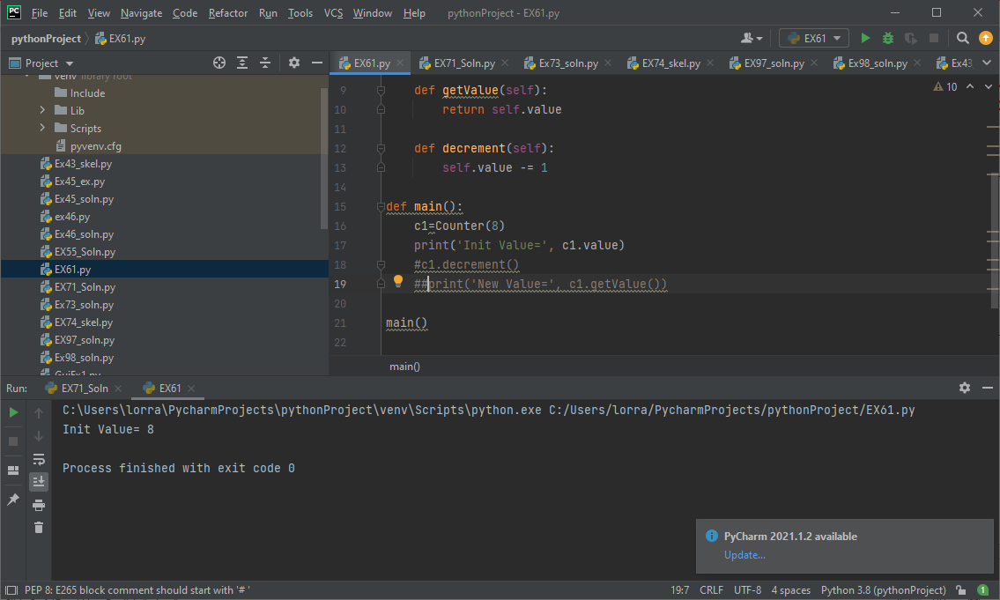 File Edit View Navigate Code Refactor Run Tools VCS Window Help pythonProject - EX61.py
pythonProject EX61.py EX61
Project
venv library root
Include
Lib
Scripts
pyvenv.cfg
Ex43_skel.py
Ex45_ex.py
Ex45_soln.py
ex46.py
Ex46_soln.py
EX55_Soln.py
EX61.py
EX71_Soln.py
Ex73_soln.py
EX74_skel.py
EX97_soln.py
Ex98_soln.py
GuiEx1.py
EX61.py EX71_Soln.py Ex73_soln.py EX74_skel.py EX97_soln.py Ex98_soln.py Ex43
10
9 def getValue(self):
10 return self.value
11
12 def decrement(self):
13 self.value -= 1
14
15 def main():
16 c1=Counter(8)
17 print('Init Value=', c1.value)
18 #c1.decrement()
19 ##print('New Value=', c1.getValue())
20
21 main()
22
main()
Run: EX71_Soln EX61
C:\Users\lorra\PycharmProjects\pythonProject\venv\Scripts\python.exe C:/Users/lorra/PycharmProjects/pythonProject/EX61.py
Init Value= 8
Process finished with exit code 0
PyCharm 2021.1.2 available
Update...
PEP 8: E265 block comment should start with '# ' 19:7 CRLF UTF-8 4 spaces Python 3.8 (pythonProject) 1